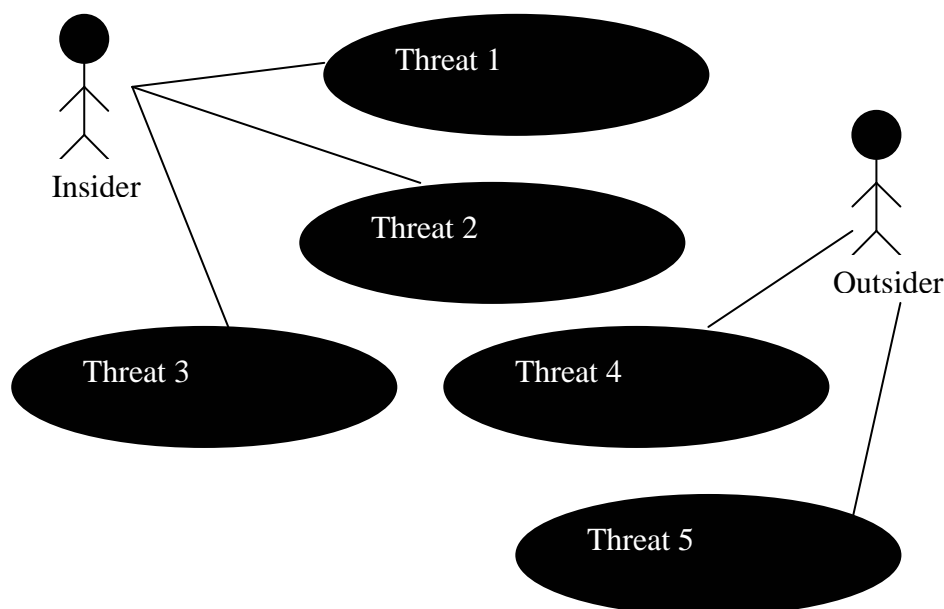 Threat 1
Insider
Threat 2
Outsider
Threat 3
Threat 4
Threat 5